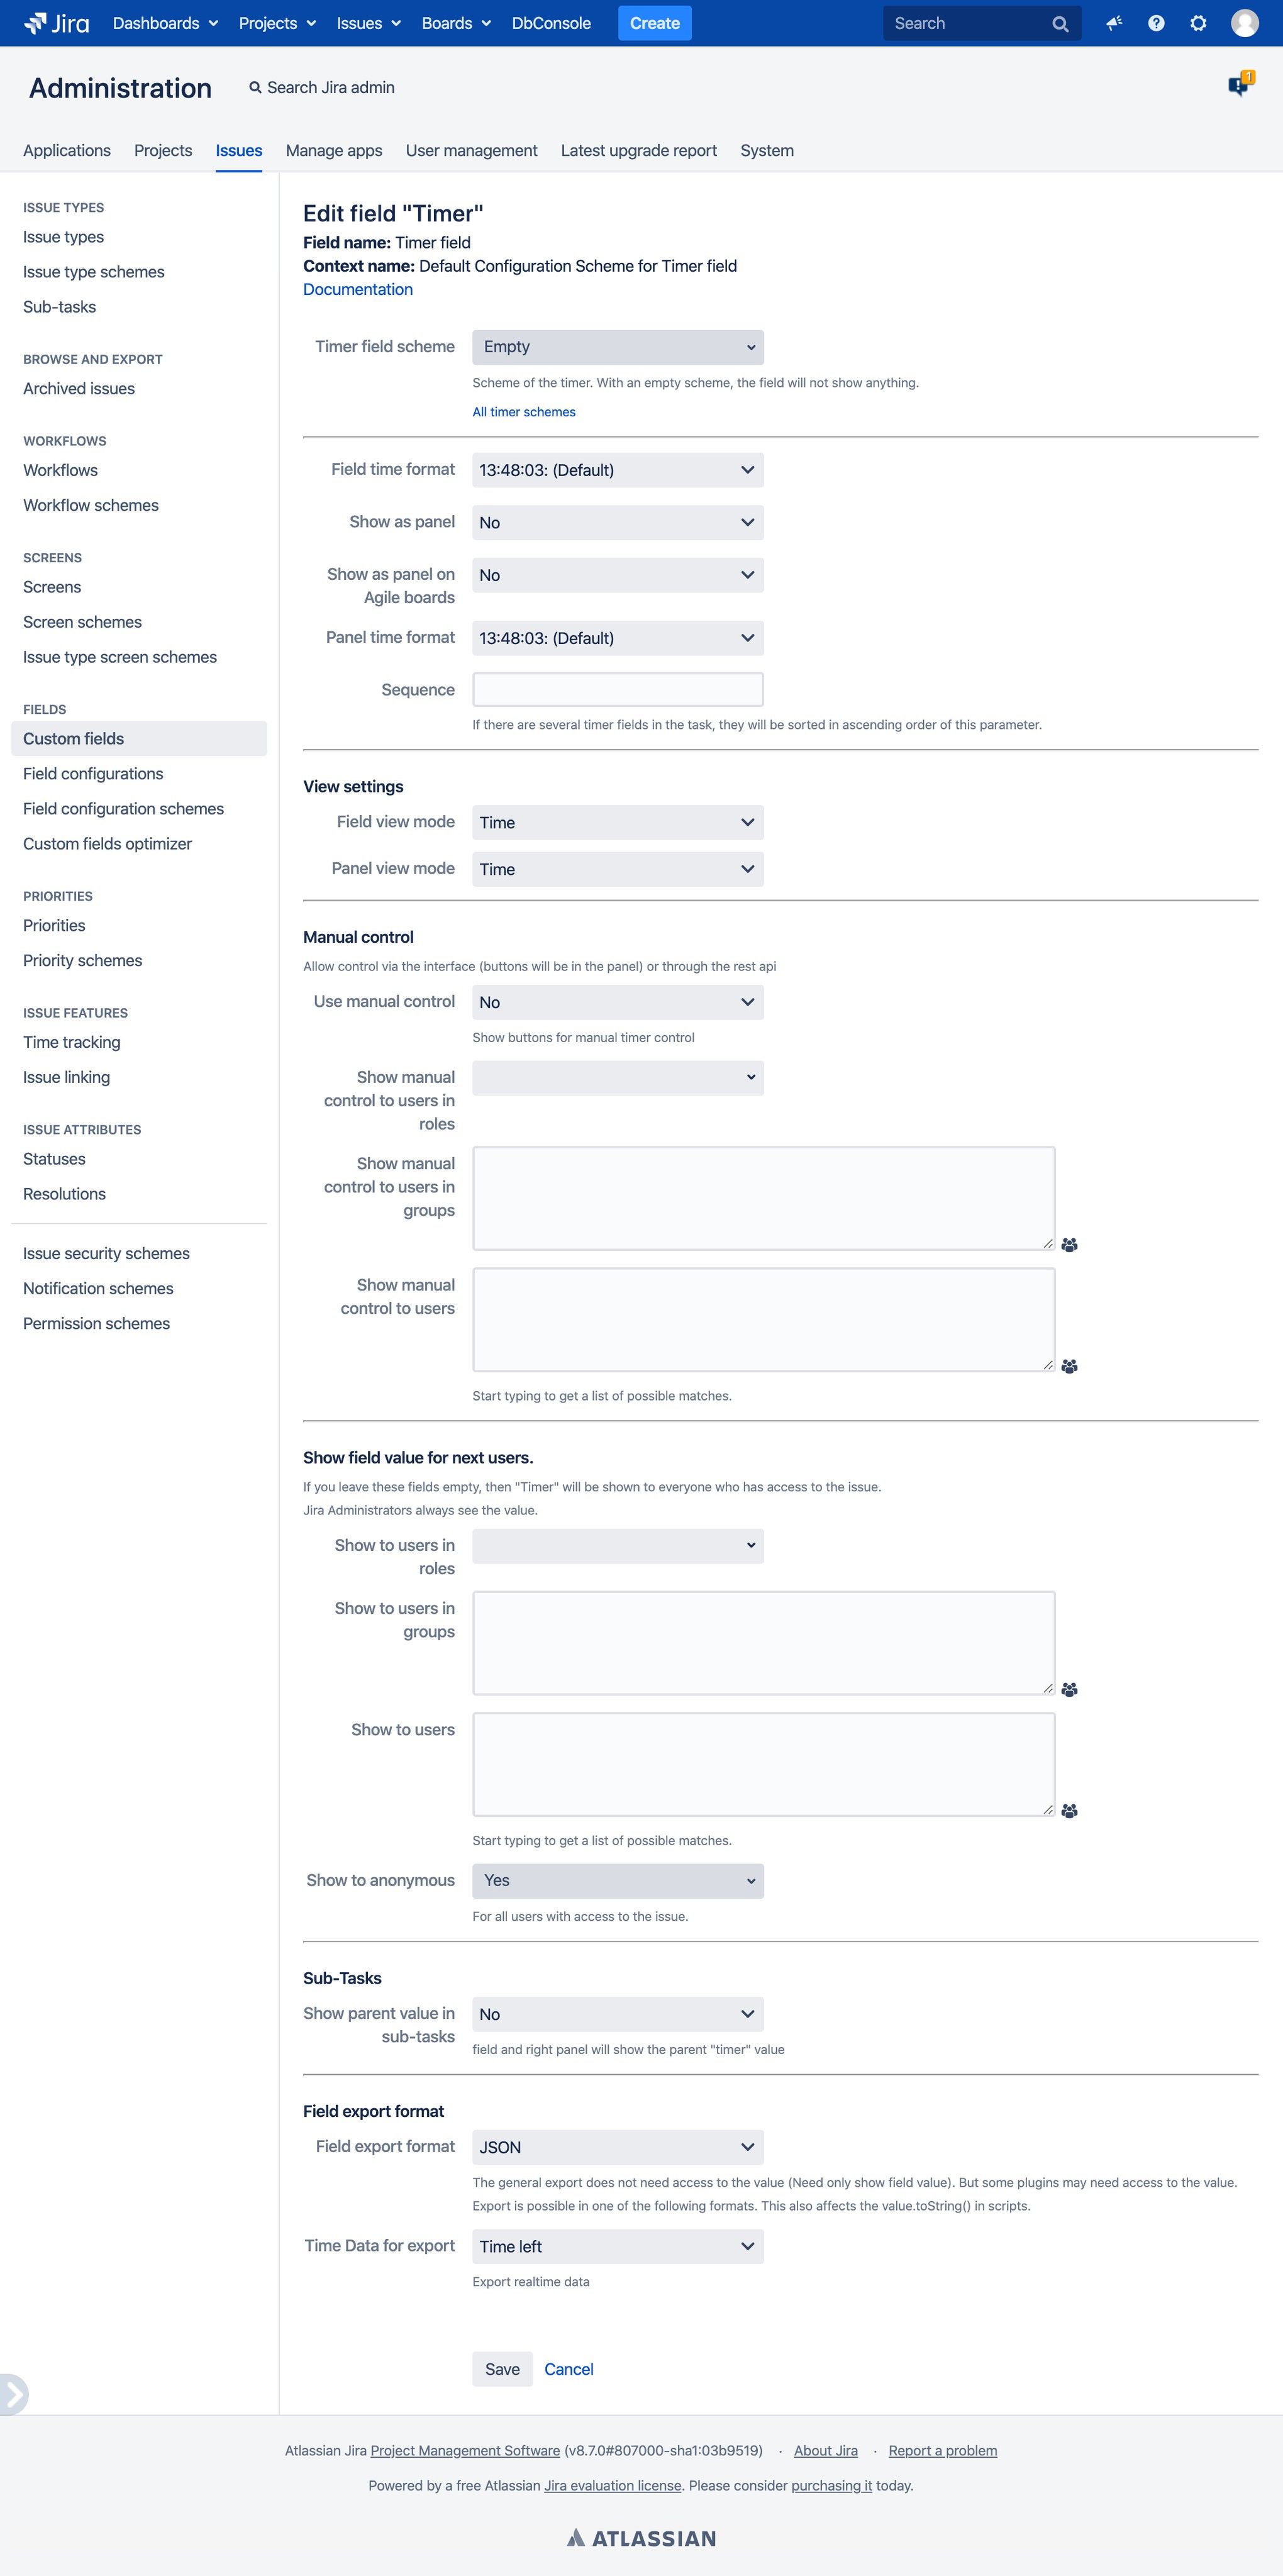 Jira
Dashboards Projects Issues Boards DbConsole Create Search
Administration Search Jira admin 1
Applications Projects Issues Manage apps User management Latest upgrade report System
ISSUE TYPES
Issue types
Issue type schemes
Sub-tasks
BROWSE AND EXPORT
Archived issues
WORKFLOWS
Workflows
Workflow schemes
SCREENS
Screens
Screen schemes
Issue type screen schemes
FIELDS
Custom fields
Field configurations
Field configuration schemes
Custom fields optimizer
PRIORITIES
Priorities
Priority schemes
ISSUE FEATURES
Time tracking
Issue linking
ISSUE ATTRIBUTES
Statuses
Resolutions
Issue security schemes
Notification schemes
Permission schemes
Edit field "Timer"
Field name: Timer field
Context name: Default Configuration Scheme for Timer field
Documentation
Timer field scheme Empty
Scheme of the timer. With an empty scheme, the field will not show anything.
All timer schemes
Field time format 13:48:03: (Default)
Show as panel No
Show as panel on No
Agile boards
Panel time format 13:48:03: (Default)
Sequence
If there are several timer fields in the task, they will be sorted in ascending order of this parameter.
View settings
Field view mode Time
Panel view mode Time
Manual control
Allow control via the interface (buttons will be in the panel) or through the rest api
Use manual control No
Show buttons for manual timer control
Show manual
control to users in
roles
Show manual
control to users in
groups
Show manual
control to users
Start typing to get a list of possible matches.
Show field value for next users.
If you leave these fields empty, then "Timer" will be shown to everyone who has access to the issue.
Jira Administrators always see the value.
Show to users in
roles
Show to users in
groups
Show to users
Start typing to get a list of possible matches.
Show to anonymous Yes
For all users with access to the issue.
Sub-Tasks
Show parent value in No
sub-tasks
field and right panel will show the parent "timer" value
Field export format
Field export format JSON
The general export does not need access to the value (Need only show field value). But some plugins may need access to the value.
Export is possible in one of the following formats. This also affects the value.toString() in scripts.
Time Data for export Time left
Export realtime data
Save Cancel
Atlassian Jira Project Management Software (v8.7.0#807000-sha1:03b9519) · About Jira · Report a problem
Powered by a free Atlassian Jira evaluation license. Please consider purchasing it today.
ATLASSIAN